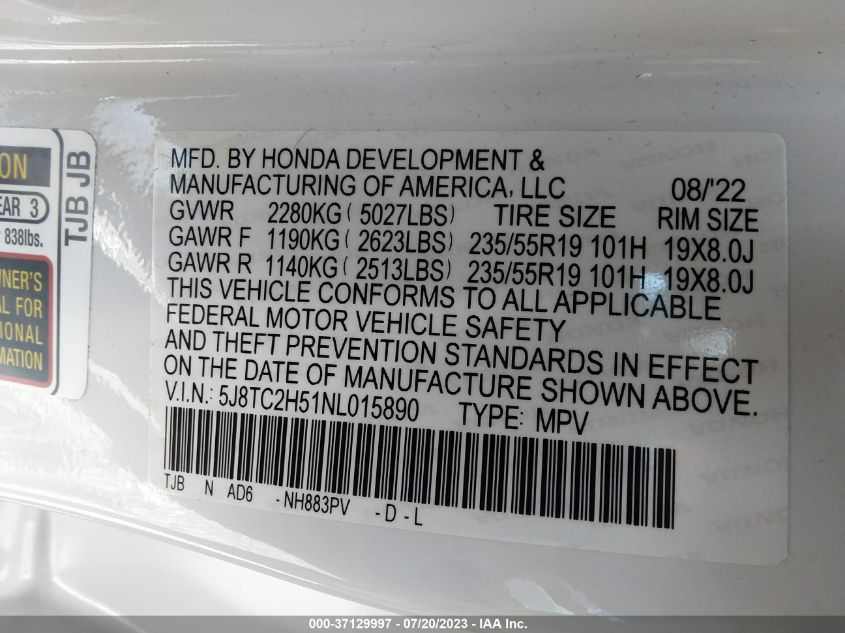 ON
EAR 3
838lbs.
WNER'S
AL FOR
IONAL
MATION
TJB JB
MFD. BY HONDA DEVELOPMENT &
MANUFACTURING OF AMERICA, LLC 08/'22
GVWR 2280KG ( 5027LBS) TIRE SIZE RIM SIZE
GAWR F 1190KG ( 2623LBS) 235/55R19 101H 19X8.0J
GAWR R 1140KG ( 2513LBS) 235/55R19 101H 19X8.0J
THIS VEHICLE CONFORMS TO ALL APPLICABLE
FEDERAL MOTOR VEHICLE SAFETY
AND THEFT PREVENTION STANDARDS IN EFFECT
ON THE DATE OF MANUFACTURE SHOWN ABOVE.
V.I.N.: 5J8TC2H51NL015890 TYPE: MPV
TJB N AD6 -NH883PV -D-L
000-37129997 - 07/20/2023 - IAA Inc.